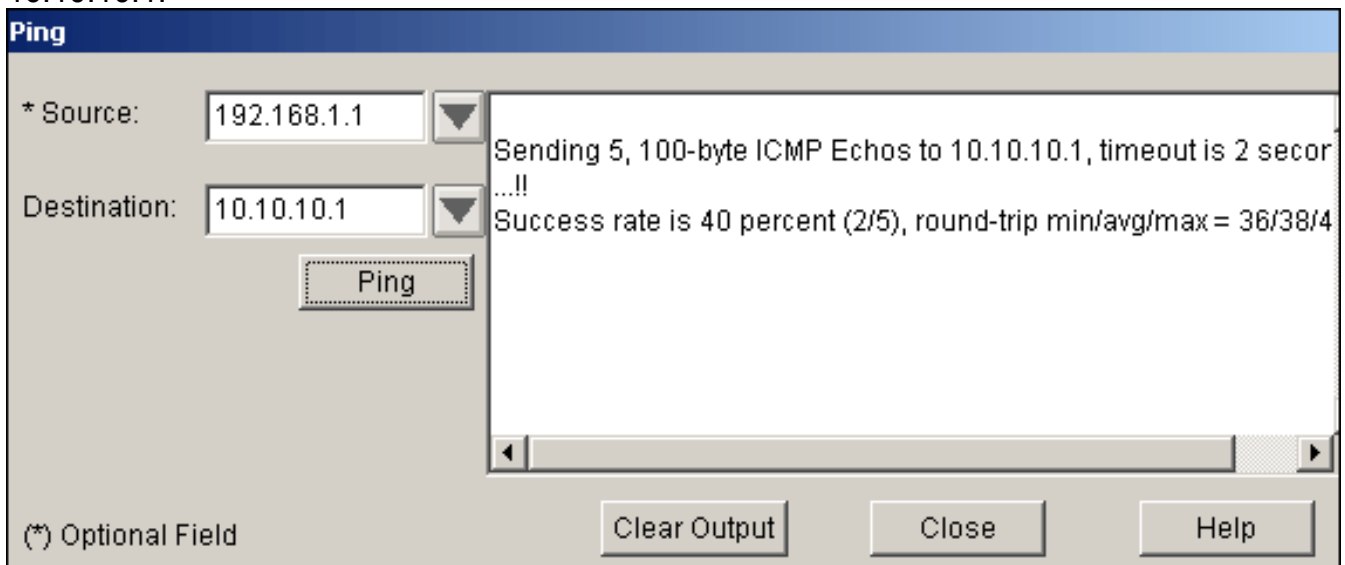 Ping
* Source:
192.168.1.1
Destination:
10.10.10.1
Ping
Sending 5, 100-byte ICMP Echos to 10.10.10.1, timeout is 2 secor
...!!
Success rate is 40 percent (2/5), round-trip min/avg/max = 36/38/4
(*) Optional Field
Clear Output
Close
Help